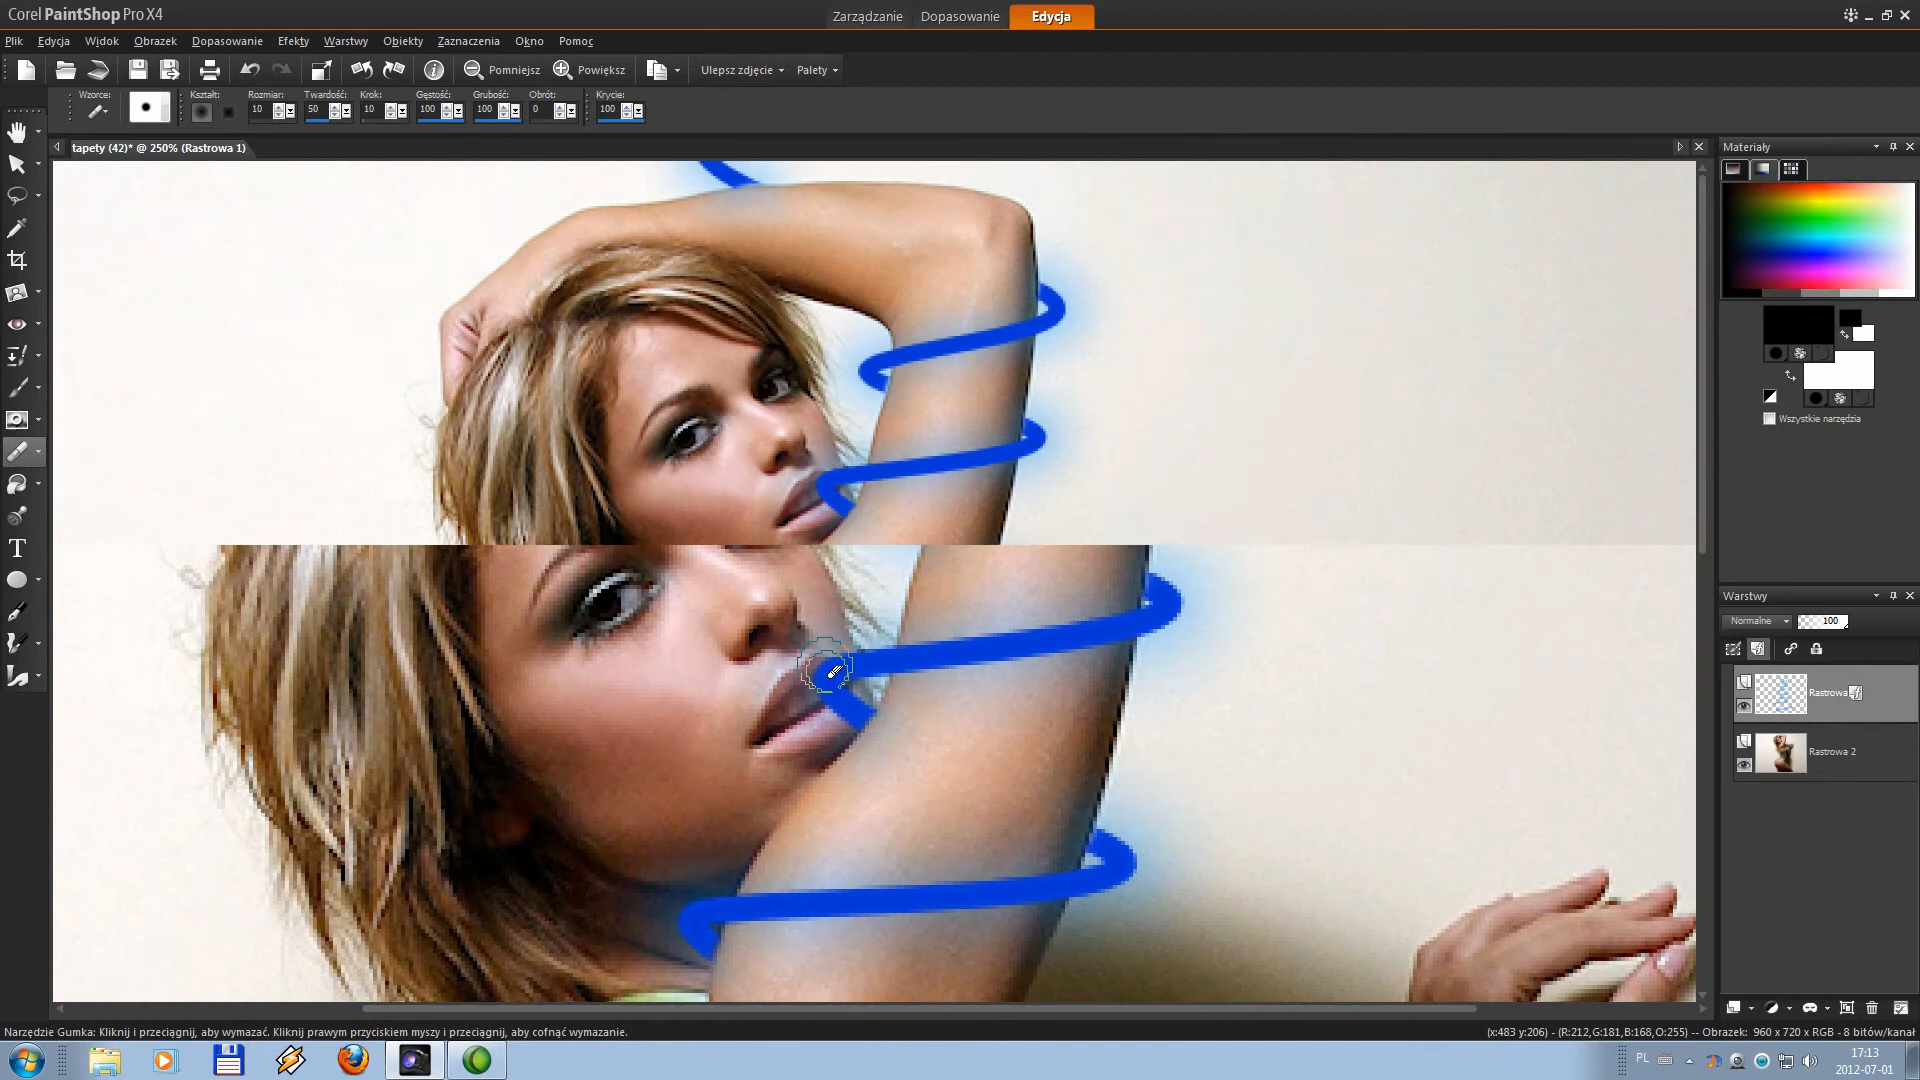 Corel PaintShop Pro X4
Zarządzanie Dopasowanie Edycja
Plik Edycja Widok Obrazek Dopasowanie Efekty Warstwy Obiekty Zaznaczenia Okno Pomoc
Pomniejsz Powiększ Ulepsz zdjęcie Palety
Wzorce: Kształt: Rozmiar: Twardość: Krok: Gęstość: Grubość: Obrót: Krycie:
10 50 10 100 100 0 100
tapety (42)* @ 250% (Rastrowa 1)
Materiały
Wszystkie narzędzia
Warstwy
Normalne 100
Rastrowa
Rastrowa 2
Narzędzie Gumka: Kliknij i przeciągnij, aby wymazać. Kliknij prawym przyciskiem myszy i przeciągnij, aby cofnąć wymazanie.
(x:483 y:206) - (R:212,G:181,B:168,O:255) -- Obrazek: 960 x 720 x RGB - 8 bitów/kanał
PL
17:13
2012-07-01